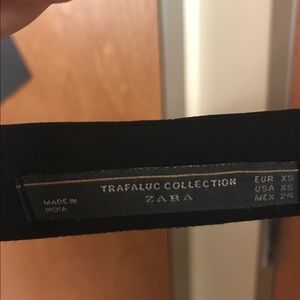 TRAFALUC COLLECTION
ZARA
MADE IN
INDIA
EUR XS
USA XS
MEX 24